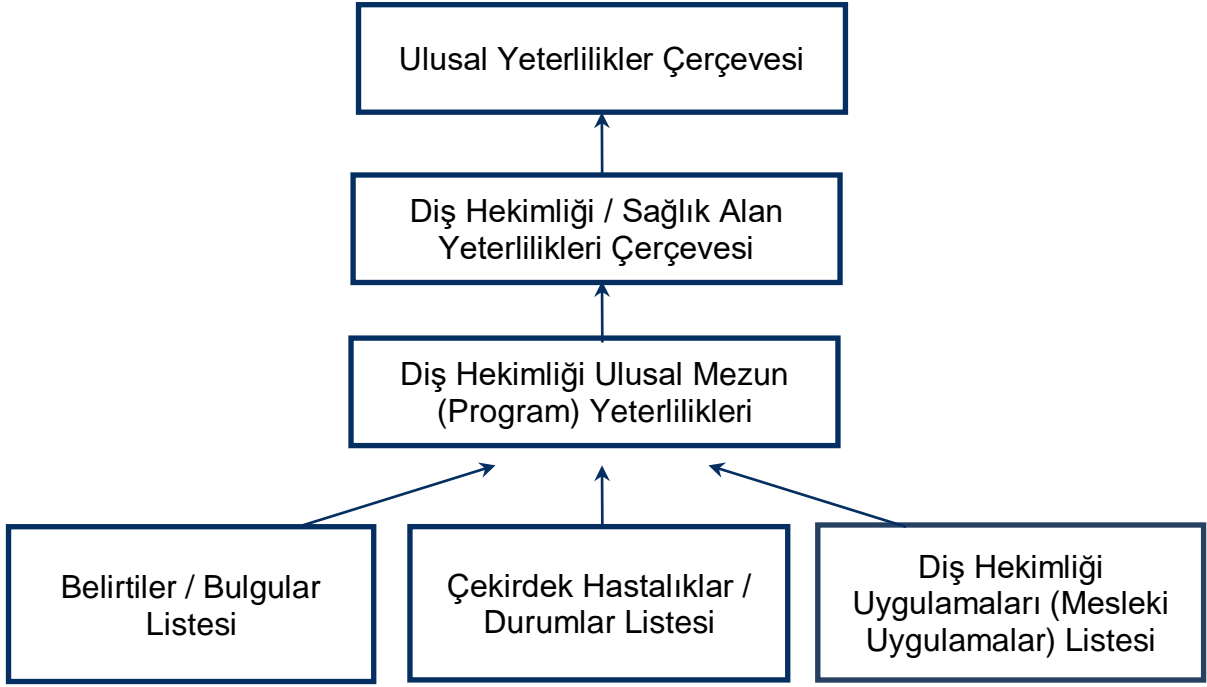 Ulusal Yeterlilikler Çerçevesi
Diş Hekimliği / Sağlık Alan
Yeterlilikleri Çerçevesi
Diş Hekimliği Ulusal Mezun
(Program) Yeterlilikleri
Belirtiler / Bulgular
Listesi
Çekirdek Hastalıklar /
Durumlar Listesi
Diş Hekimliği
Uygulamaları (Mesleki
Uygulamalar) Listesi